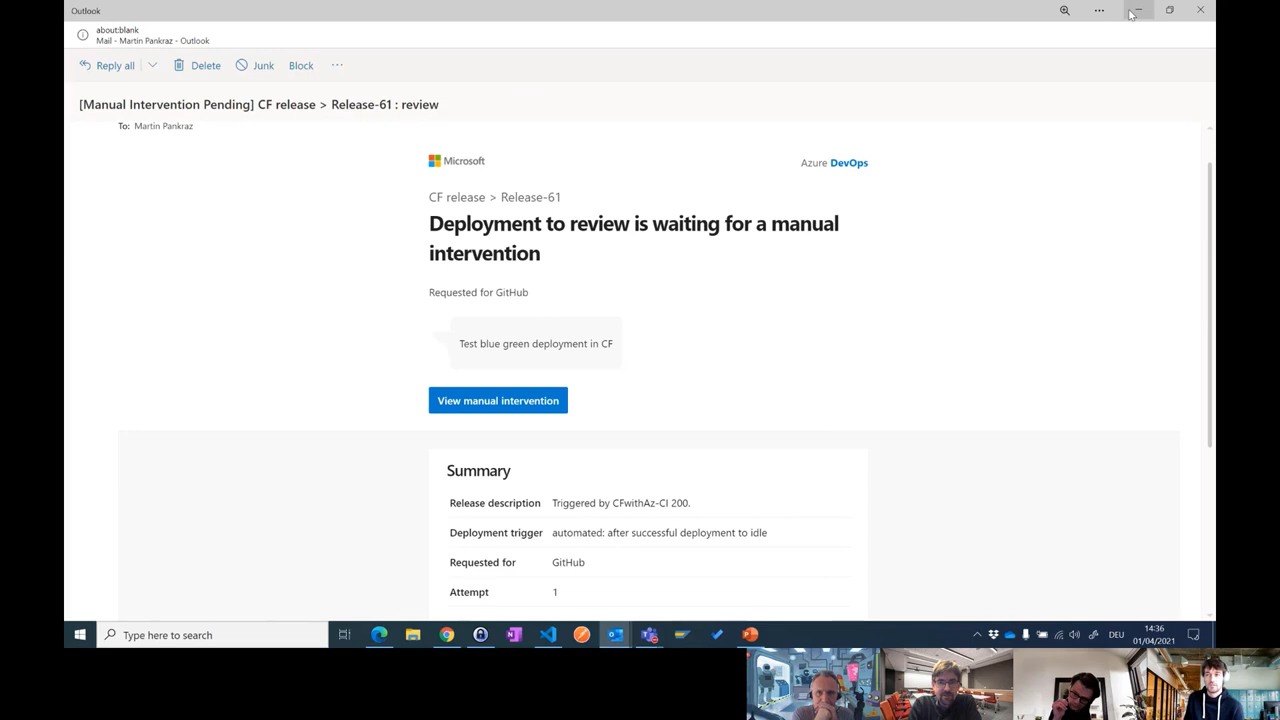 Outlook
about:blank
Mail - Martin Pankraz - Outlook
Reply all
Delete
Junk
Block
[Manual Intervention Pending] CF release > Release-61 : review
To: Martin Pankraz
Microsoft
Azure DevOps
CF release > Release-61
Deployment to review is waiting for a manual
intervention
Requested for GitHub
Test blue green deployment in CF
View manual intervention
Summary
Release description Triggered by CFwithAz-CI 200.
Deployment trigger automated: after successful deployment to idle
Requested for GitHub
Attempt 1
Type here to search
DEU
14:36
01/04/2021